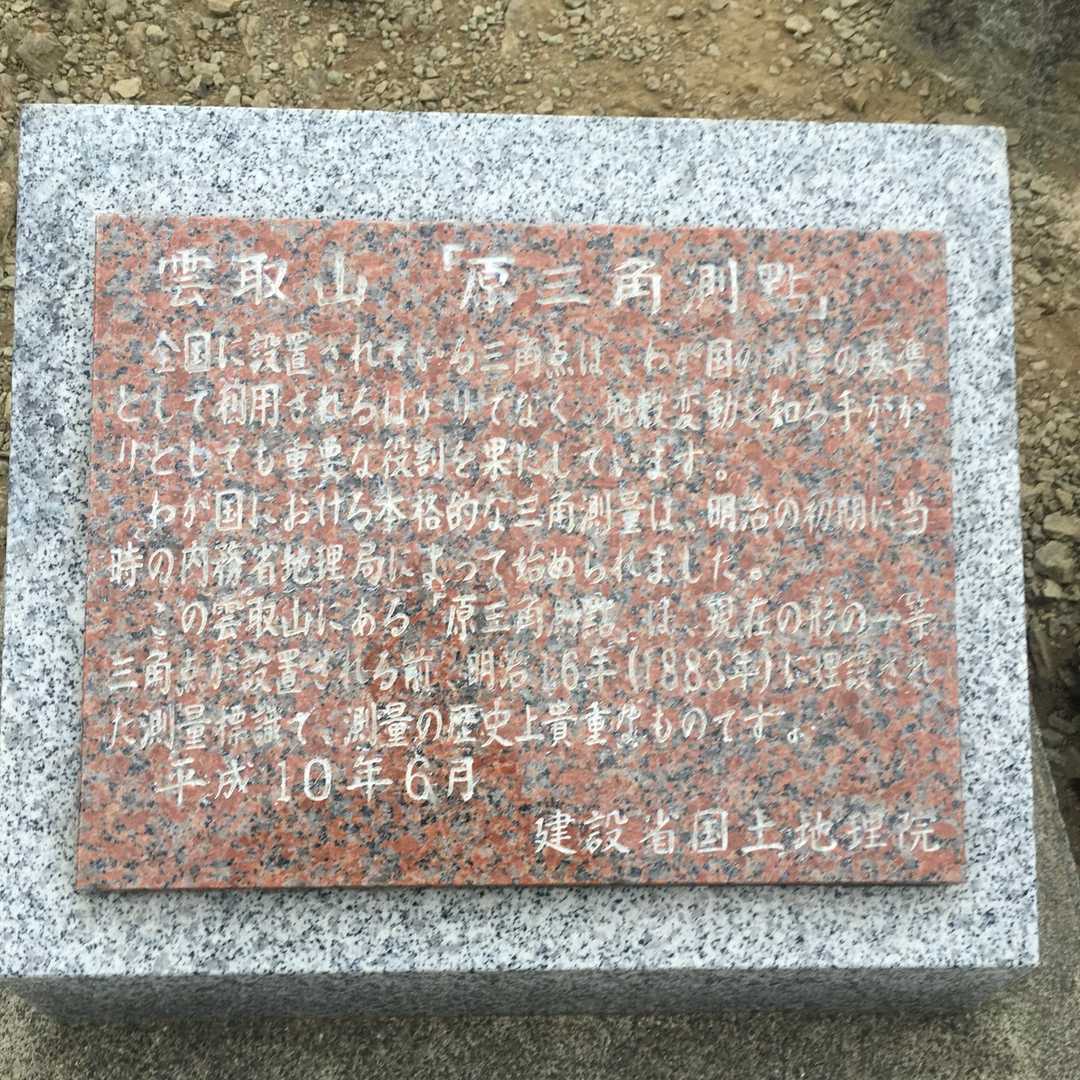 雲取山 「原三角測點」
全国に設置されている三角点は、わが国の測量の基準
として利用されるばかりでなく、地殻変動を知る手がか
りとしても重要な役割を果たしています。
わが国における本格的な三角測量は、明治の初期に当
時の内務省地理局によって始められました。
この雲取山にある「原三角測點」は、現在の形の一等
三角点が設置される前、明治16年(1883年)に埋設され
た測量標識で、測量の歴史上貴重なものです。
平成10年6月
建設省国土地理院